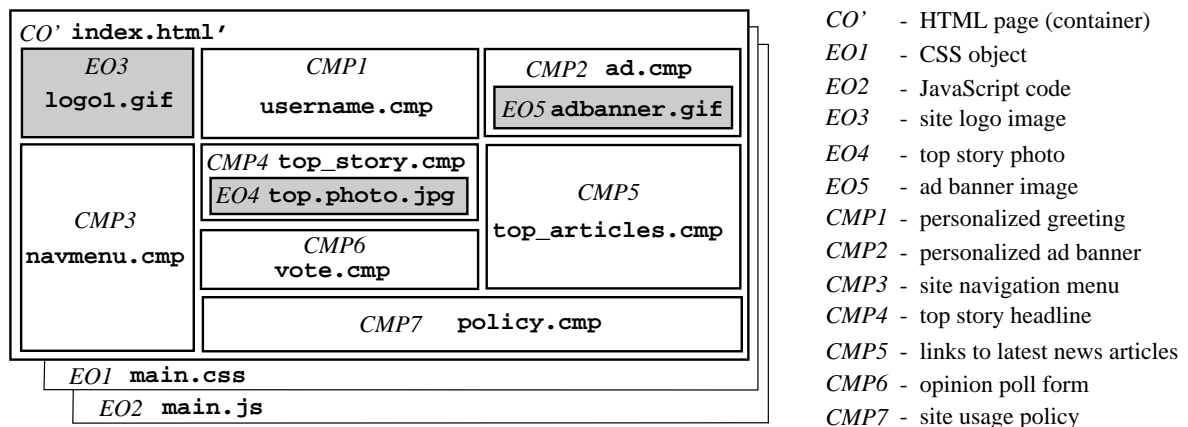 CO’ index.html’
EO3
logo1.gif
CMP1
username.cmp
CMP2 ad.cmp
EO5 adbanner.gif
CMP3
navmenu.cmp
CMP4 top_story.cmp
EO4 top.photo.jpg
CMP5
top_articles.cmp
CMP6
vote.cmp
CMP7 policy.cmp
EO1 main.css
EO2 main.js
CO’ - HTML page (container)
EO1 - CSS object
EO2 - JavaScript code
EO3 - site logo image
EO4 - top story photo
EO5 - ad banner image
CMP1 - personalized greeting
CMP2 - personalized ad banner
CMP3 - site navigation menu
CMP4 - top story headline
CMP5 - links to latest news articles
CMP6 - opinion poll form
CMP7 - site usage policy